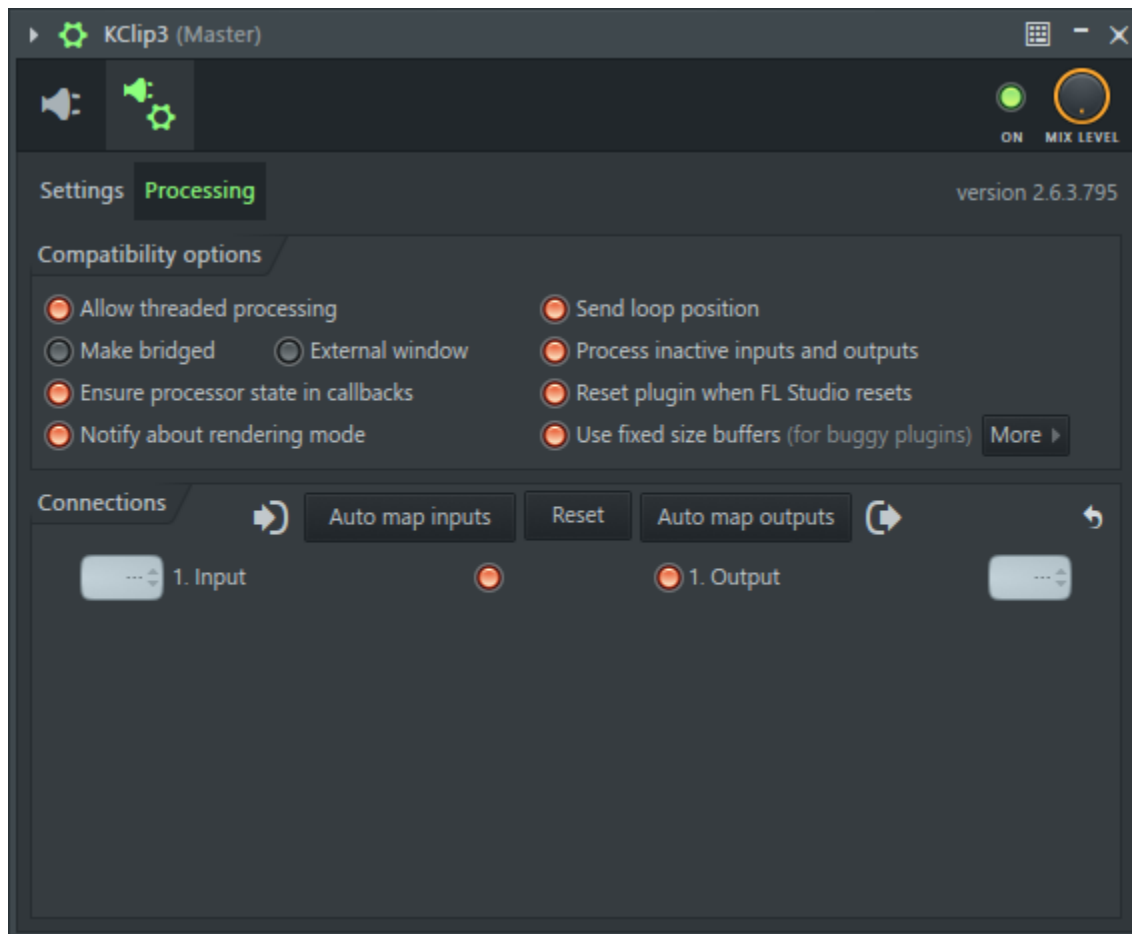 KClip3 (Master)
ON MIX LEVEL
Settings Processing version 2.6.3.795
Compatibility options
Allow threaded processing Send loop position
Make bridged External window Process inactive inputs and outputs
Ensure processor state in callbacks Reset plugin when FL Studio resets
Notify about rendering mode Use fixed size buffers (for buggy plugins) More
Connections Auto map inputs Reset Auto map outputs
--- 1. Input 1. Output ---